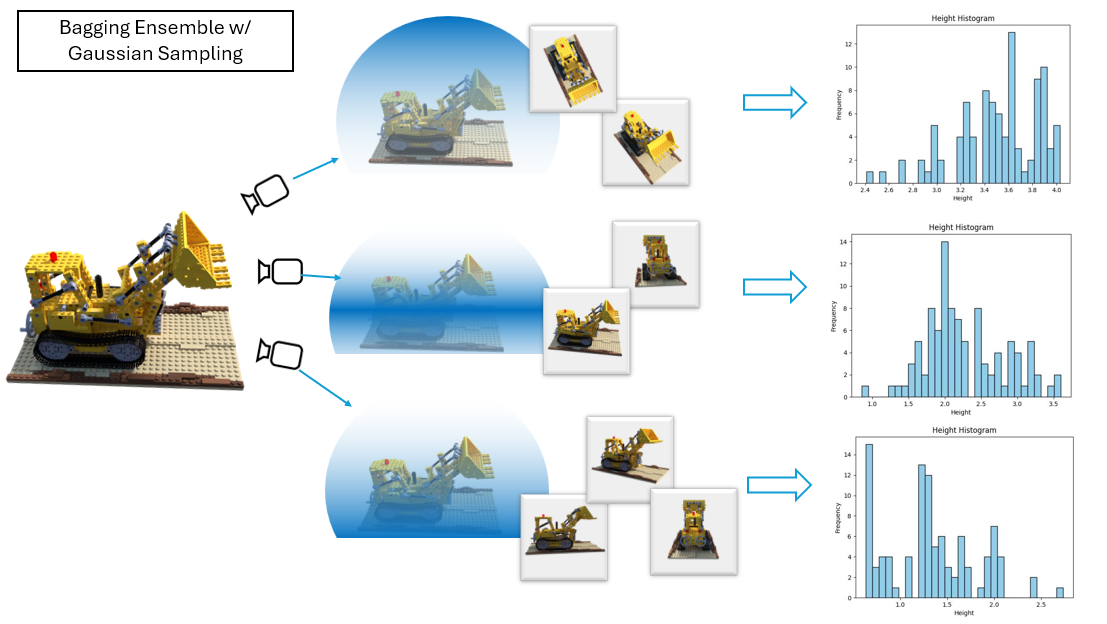 Bagging Ensemble w/
Gaussian Sampling
Height Histogram
Frequency
12
10
8
6
4
2
0
2.4 2.6 2.8 3.0 3.2 3.4 3.6 3.8 4.0
Height
Height Histogram
Frequency
14
12
10
8
6
4
2
0
1.0 1.5 2.0 2.5 3.0 3.5
Height
Height Histogram
Frequency
14
12
10
8
6
4
2
0
1.0 1.5 2.0 2.5
Height